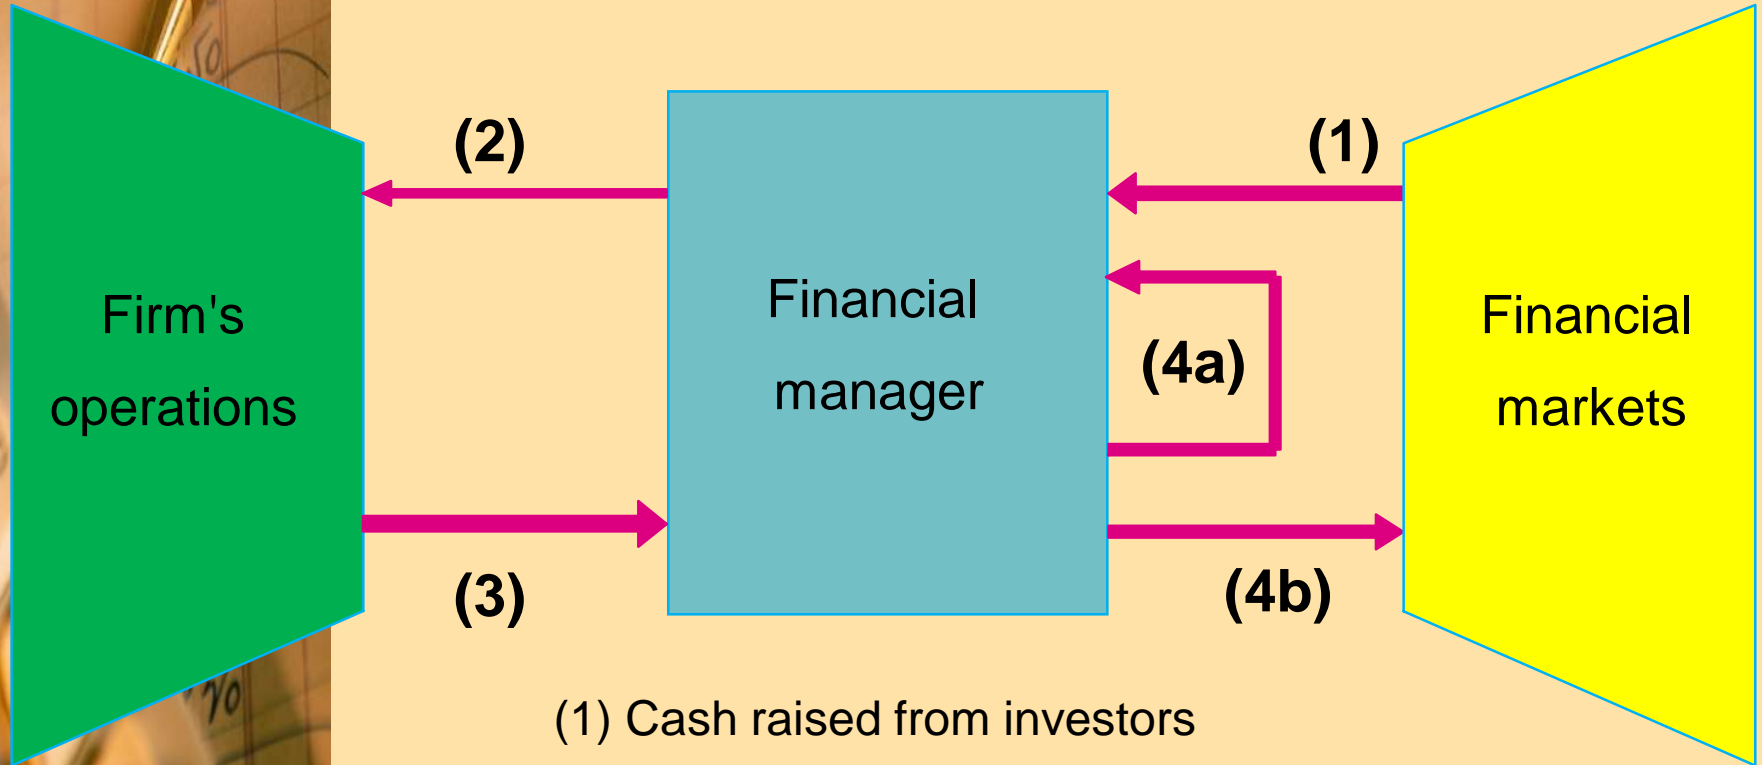 (2)
(1)
Firm's
operations
Financial
manager
(4a)
Financial
markets
(3)
(4b)
(1) Cash raised from investors